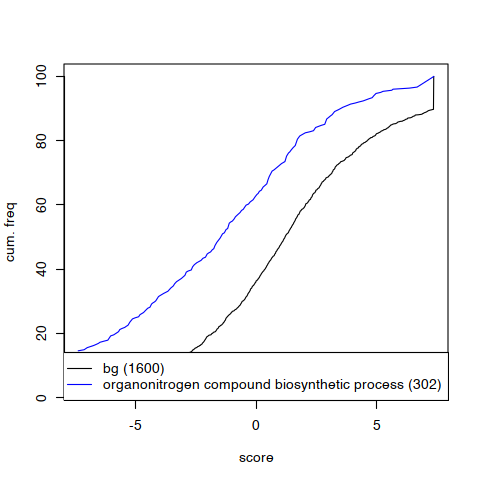 100
80
60
40
20
0
cum. freq
bg (1600)
organonitrogen compound biosynthetic process (302)
-5
0
5
score